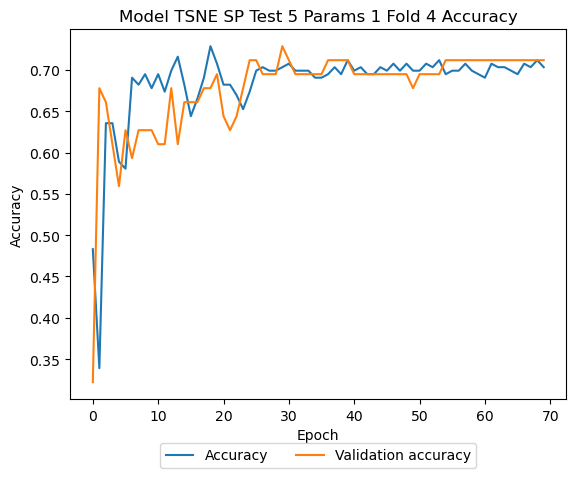 Model TSNE SP Test 5 Params 1 Fold 4 Accuracy
0.70
0.65
0.60
0.55
0.50
0.45
0.40
0.35
Accuracy
0 10 20 30 40 50 60 70
Epoch
Accuracy Validation accuracy